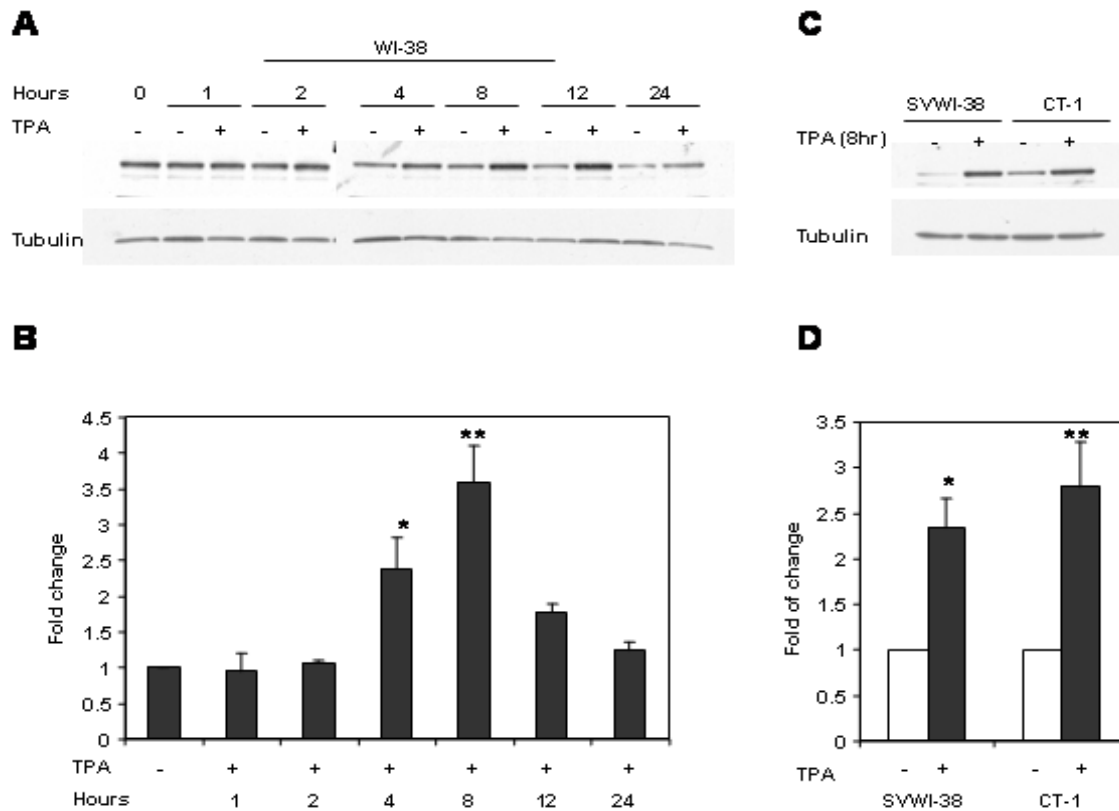 A
WI-38
Hours 0 1 2 4 8 12 24
TPA - - + - + - + - + - + - +
Tubulin
C
SVWI-38 CT-1
TPA (8hr) - + - +
Tubulin
B
Fold change
4.5
4
3.5
3
2.5
2
1.5
1
0.5
0
* **
TPA - + + + + + +
Hours 1 2 4 8 12 24
D
Fold of change
3.5
3
2.5
2
1.5
1
0.5
0
* **
TPA - + - +
SVWI-38 CT-1